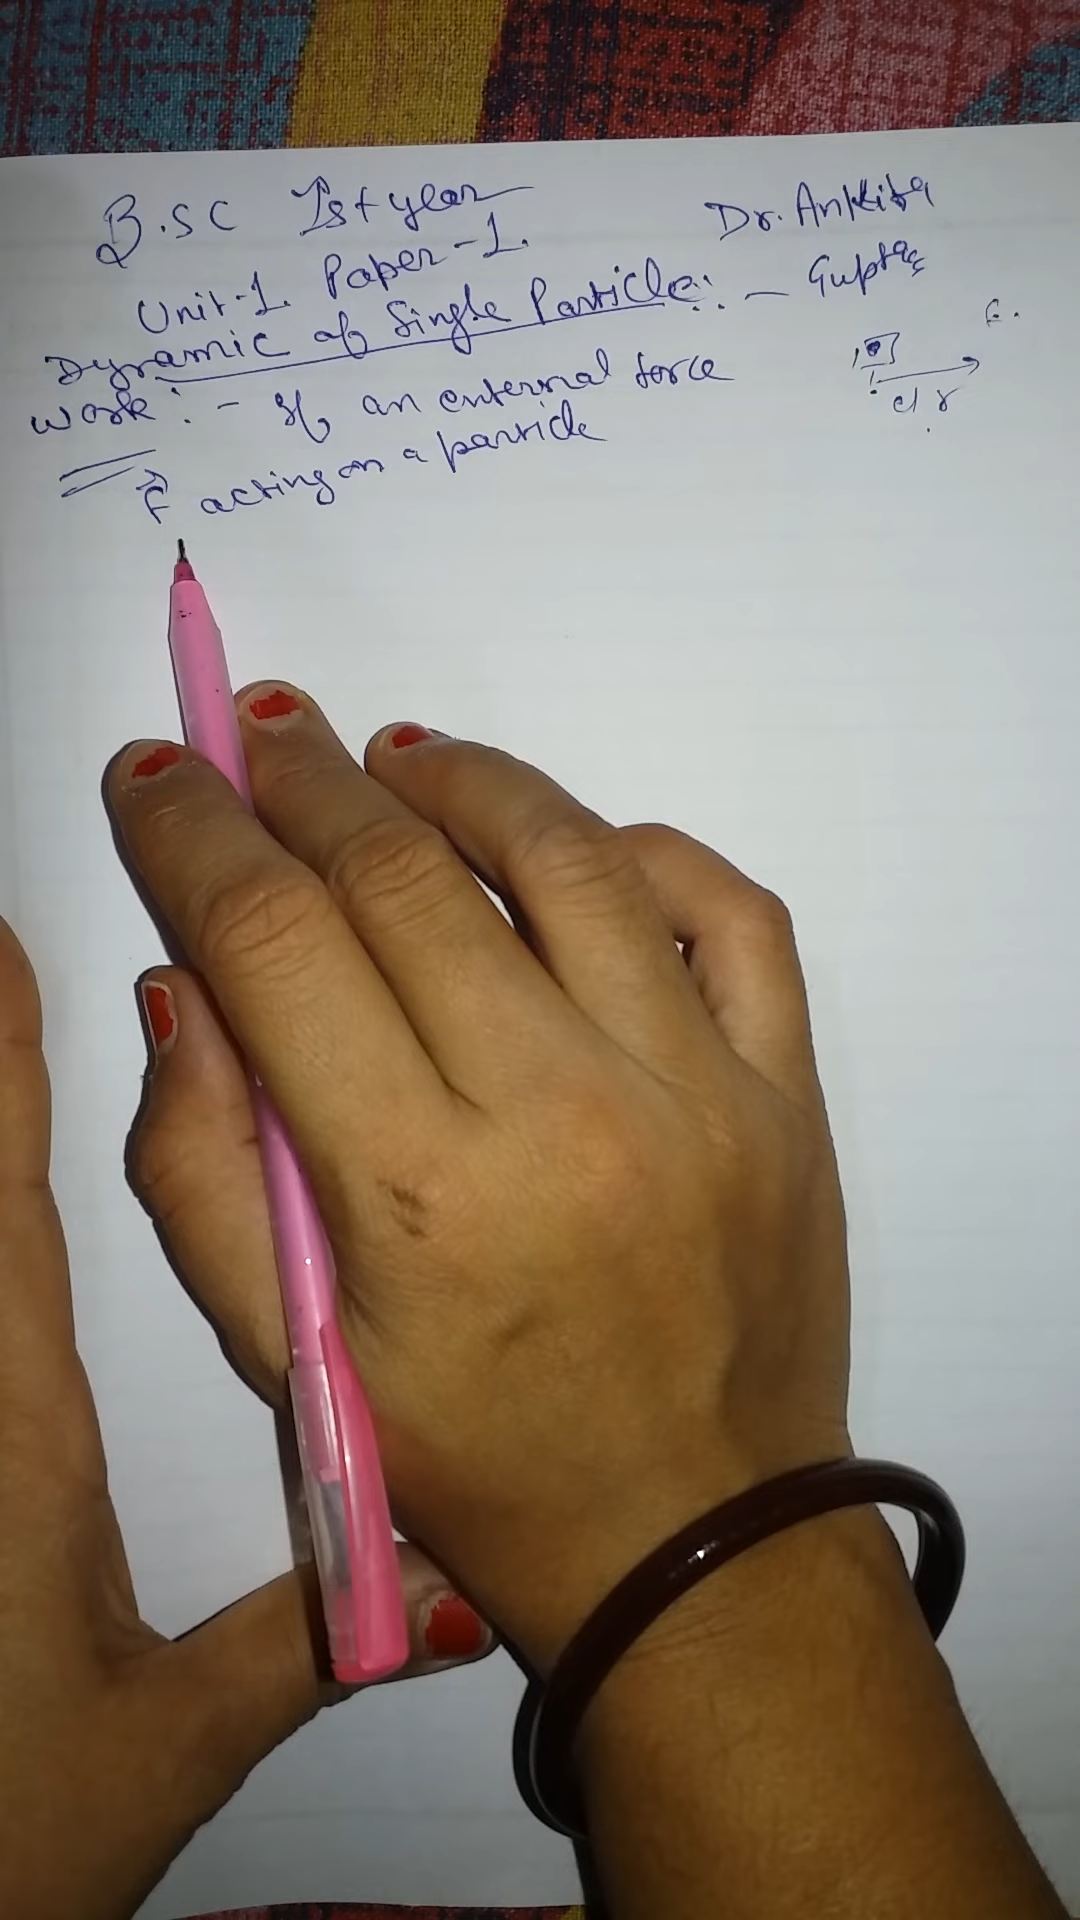 B.SC Ist year
Dr. Ankita
Unit-1. Paper-1.
Gupta
Dynamic of Single Particle:-
F.
dr
work:- If an external force
F acting on a particle